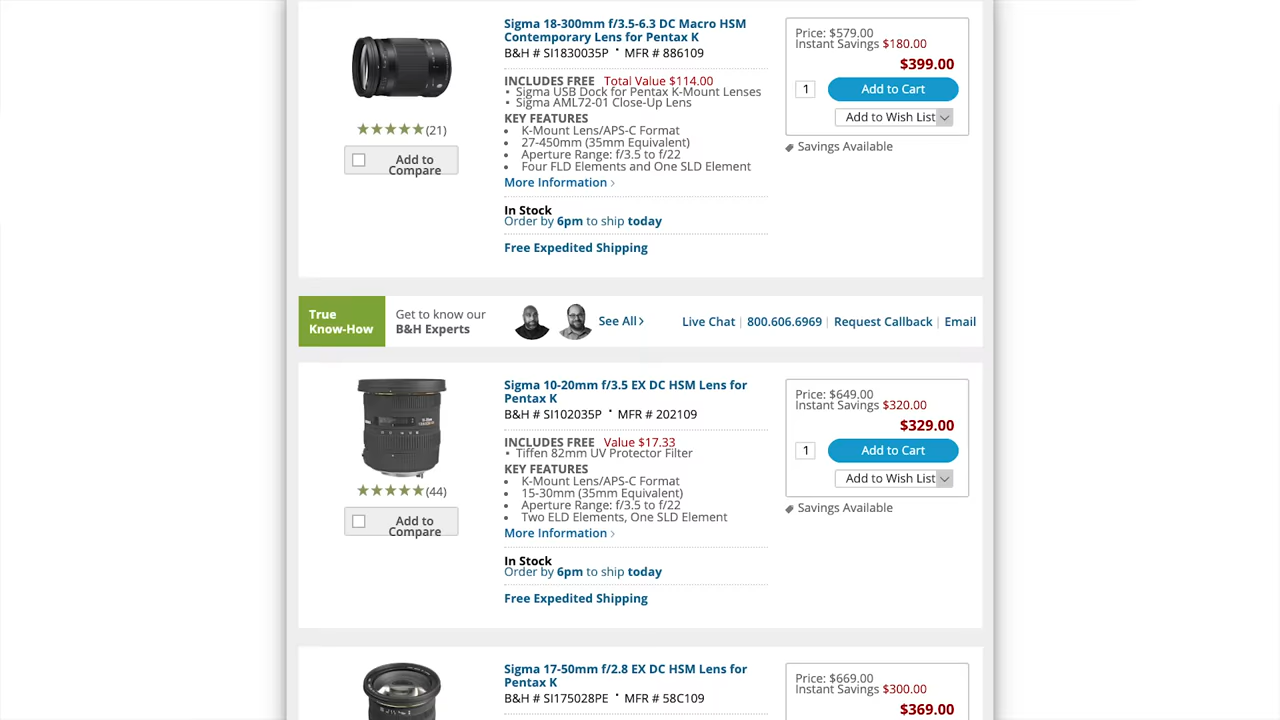 Sigma 18-300mm f/3.5-6.3 DC Macro HSM
Contemporary Lens for Pentax K
B&H # SI1830035P • MFR # 886109
INCLUDES FREE Total Value $114.00
• Sigma USB Dock for Pentax K-Mount Lenses
• Sigma AML72-01 Close-Up Lens
KEY FEATURES
• K-Mount Lens/APS-C Format
• 27-450mm (35mm Equivalent)
• Aperture Range: f/3.5 to f/22
• Four FLD Elements and One SLD Element
More Information ›
In Stock
Order by 6pm to ship today
Free Expedited Shipping
(21)
Add to
Compare
Price: $579.00
Instant Savings $180.00
$399.00
1 Add to Cart
Add to Wish List
Savings Available
True
Know-How
Get to know our
B&H Experts
See All ›
Live Chat | 800.606.6969 | Request Callback | Email
Sigma 10-20mm f/3.5 EX DC HSM Lens for
Pentax K
B&H # SI102035P • MFR # 202109
INCLUDES FREE Value $17.33
• Tiffen 82mm UV Protector Filter
KEY FEATURES
• K-Mount Lens/APS-C Format
• 15-30mm (35mm Equivalent)
• Aperture Range: f/3.5 to f/22
• Two ELD Elements, One SLD Element
More Information ›
In Stock
Order by 6pm to ship today
Free Expedited Shipping
(44)
Add to
Compare
Price: $649.00
Instant Savings $320.00
$329.00
1 Add to Cart
Add to Wish List
Savings Available
Sigma 17-50mm f/2.8 EX DC HSM Lens for
Pentax K
B&H # SI175028PE • MFR # 58C109
Price: $669.00
Instant Savings $300.00
$369.00